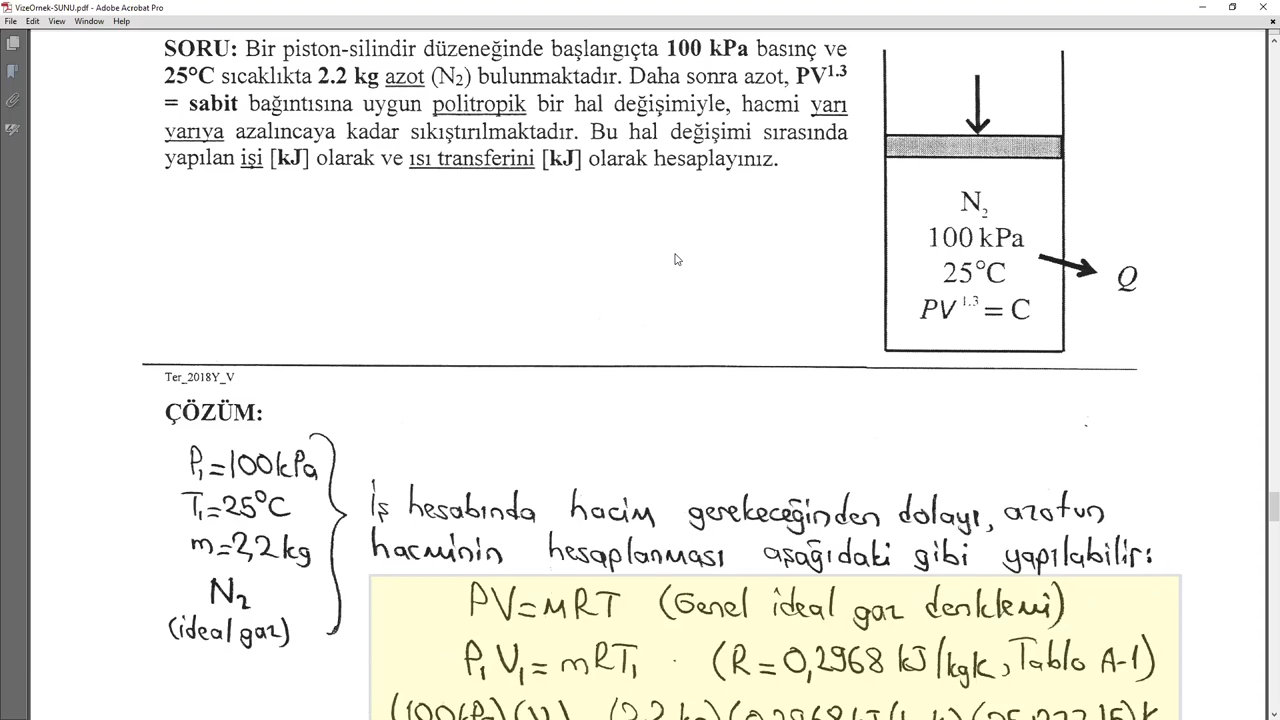 VizeOrnek-SUNU.pdf - Adobe Acrobat Pro
File Edit View Window Help
SORU: Bir piston-silindir düzeneğinde başlangıçta 100 kPa basınç ve
25°C sıcaklıkta 2.2 kg azot (N2) bulunmaktadır. Daha sonra azot, PV^1.3
= sabit bağıntısına uygun politropik bir hal değişimiyle, hacmi yarı
yarıya azalıncaya kadar sıkıştırılmaktadır. Bu hal değişimi sırasında
yapılan işi [kJ] olarak ve ısı transferini [kJ] olarak hesaplayınız.
N2
100 kPa
25°C
PV^1.3 = C
Q
Ter_2018Y_V
ÇÖZÜM:
P1=100kPa
T1=25°C
m=2,2kg
N2
(ideal gaz)
İş hesabında hacim gerekeceğinden dolayı, azotun
hacminin hesaplanması aşağıdaki gibi yapılabilir:
PV=mRT (Genel ideal gaz denklemi)
P1V1=mRT1 (R=0,2968 kJ/kgK, Tablo A-1)